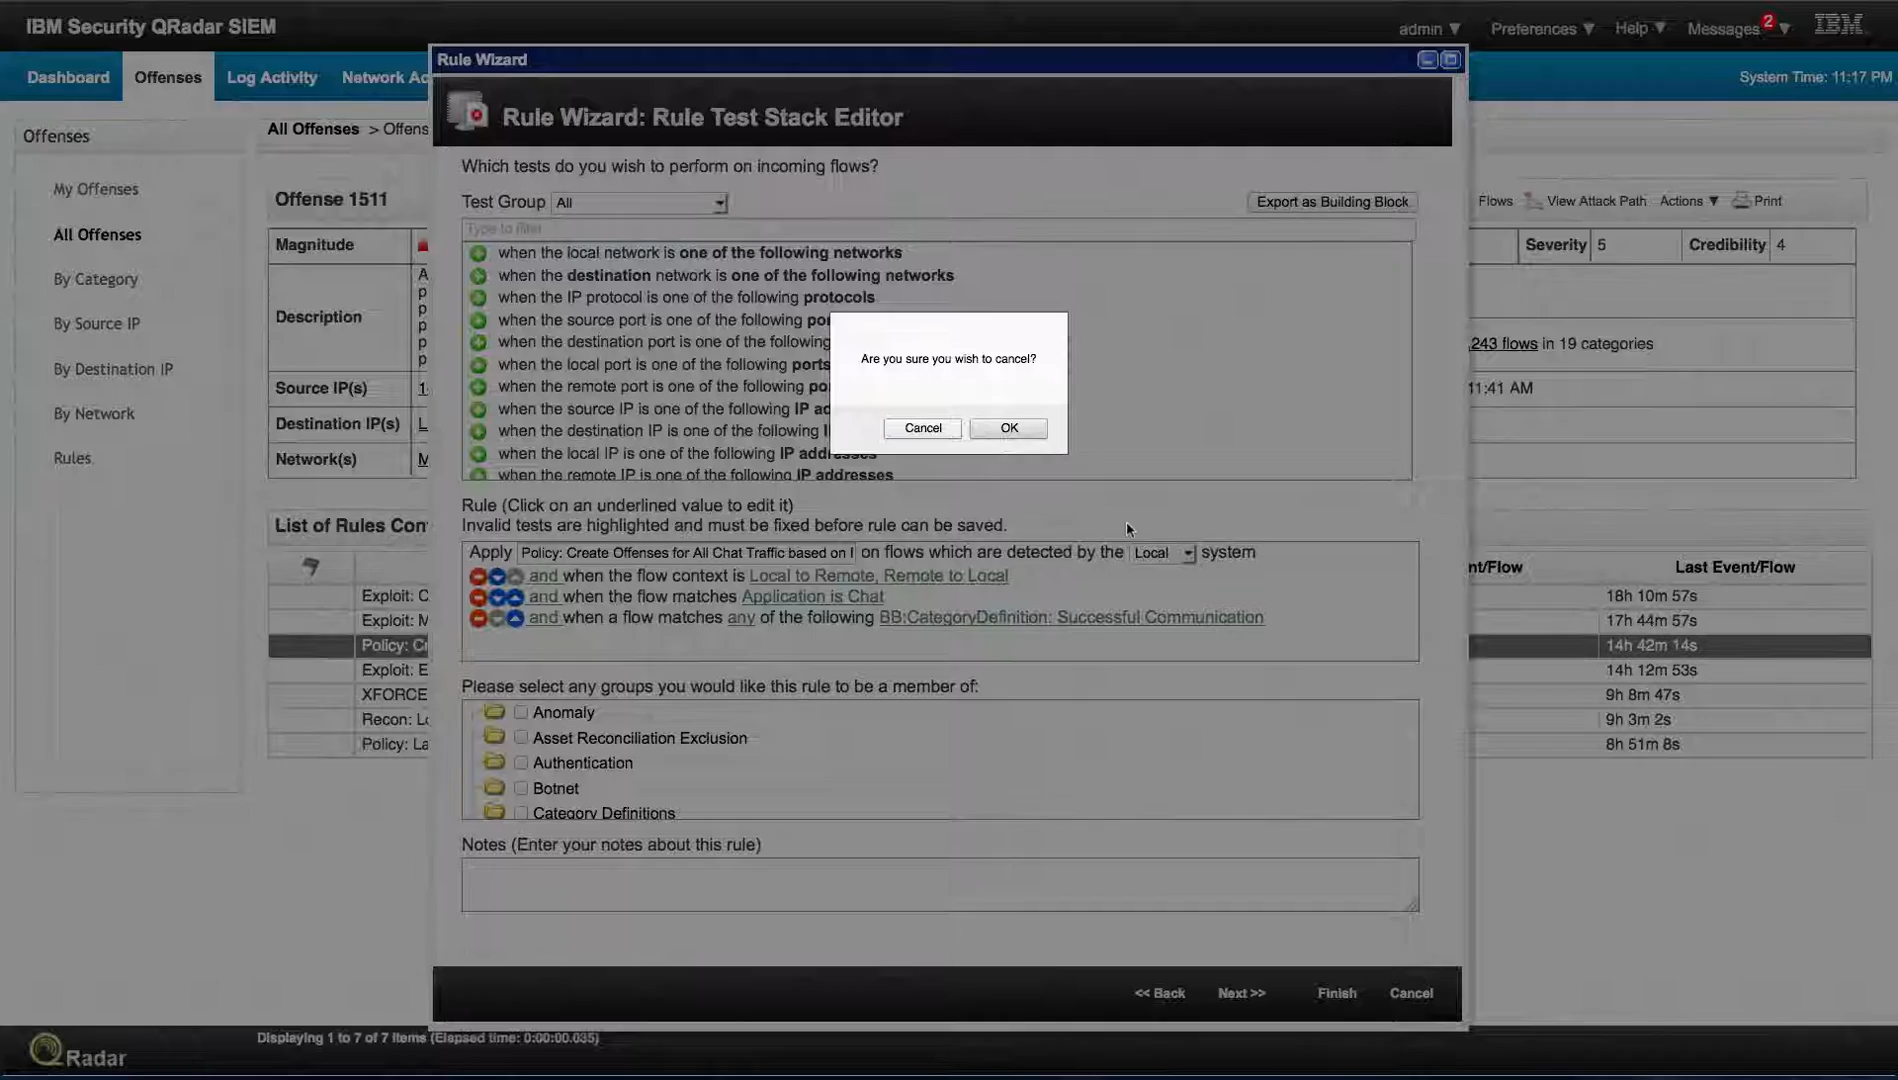 IBM Security QRadar SIEM
admin ▼ Preferences ▼ Help ▼ Messages 2 ▼ IBM
Dashboard Offenses Log Activity Network Ac
System Time: 11:17 PM
Rule Wizard
Rule Wizard: Rule Test Stack Editor
Offenses
My Offenses
All Offenses
By Category
By Source IP
By Destination IP
By Network
Rules
All Offenses > Offens
Offense 1511
Flows View Attack Path Actions ▼ Print
Magnitude
Severity 5 Credibility 4
Description
243 flows in 19 categories
Source IP(s)
11:41 AM
Destination IP(s)
Network(s)
Which tests do you wish to perform on incoming flows?
Test Group All
Export as Building Block
Type to filter
when the local network is one of the following networks
when the destination network is one of the following networks
when the IP protocol is one of the following protocols
when the source port is one of the following por
when the destination port is one of the following
when the local port is one of the following ports
when the remote port is one of the following por
when the source IP is one of the following IP ad
when the destination IP is one of the following I
when the local IP is one of the following IP addresses
when the remote IP is one of the following IP addresses
Are you sure you wish to cancel?
Cancel OK
Rule (Click on an underlined value to edit it)
Invalid tests are highlighted and must be fixed before rule can be saved.
Apply Policy: Create Offenses for All Chat Traffic based on I on flows which are detected by the Local system
and when the flow context is Local to Remote, Remote to Local
and when the flow matches Application is Chat
and when a flow matches any of the following BB:CategoryDefinition: Successful Communication
Please select any groups you would like this rule to be a member of:
Anomaly
Asset Reconciliation Exclusion
Authentication
Botnet
Category Definitions
Notes (Enter your notes about this rule)
<< Back Next >> Finish Cancel
List of Rules Con
nt/Flow Last Event/Flow
Exploit: C 18h 10m 57s
Exploit: M 17h 44m 57s
Policy: Cr 14h 42m 14s
Exploit: E 14h 12m 53s
XFORCE 9h 8m 47s
Recon: Lo 9h 3m 2s
Policy: La 8h 51m 8s
Displaying 1 to 7 of 7 items (Elapsed time: 0:00:00.035)
QRadar